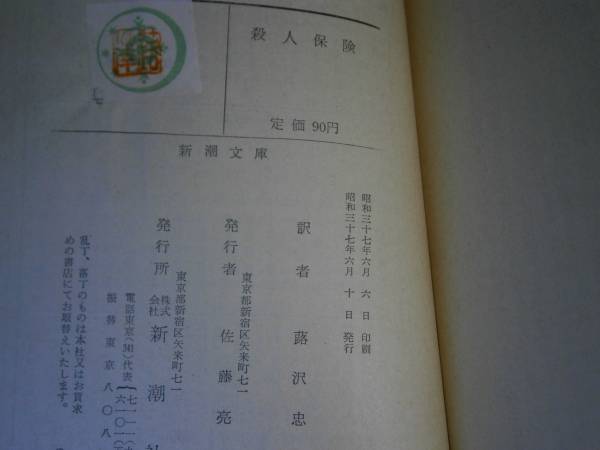 殺人保険
定価 90円
新潮文庫
昭和三十七年六月 六 日 印刷
昭和三十七年六月 十 日 発行
訳者 蕗沢忠
東京都新宿区矢来町七一
発行者 佐藤亮
東京都新宿区矢来町七一
発行所 株式会社 新潮社
電話東京(341)代表
振替東京八〇八
乱丁、落丁のものは本社又はお買求
めの書店にてお取替えいたします。